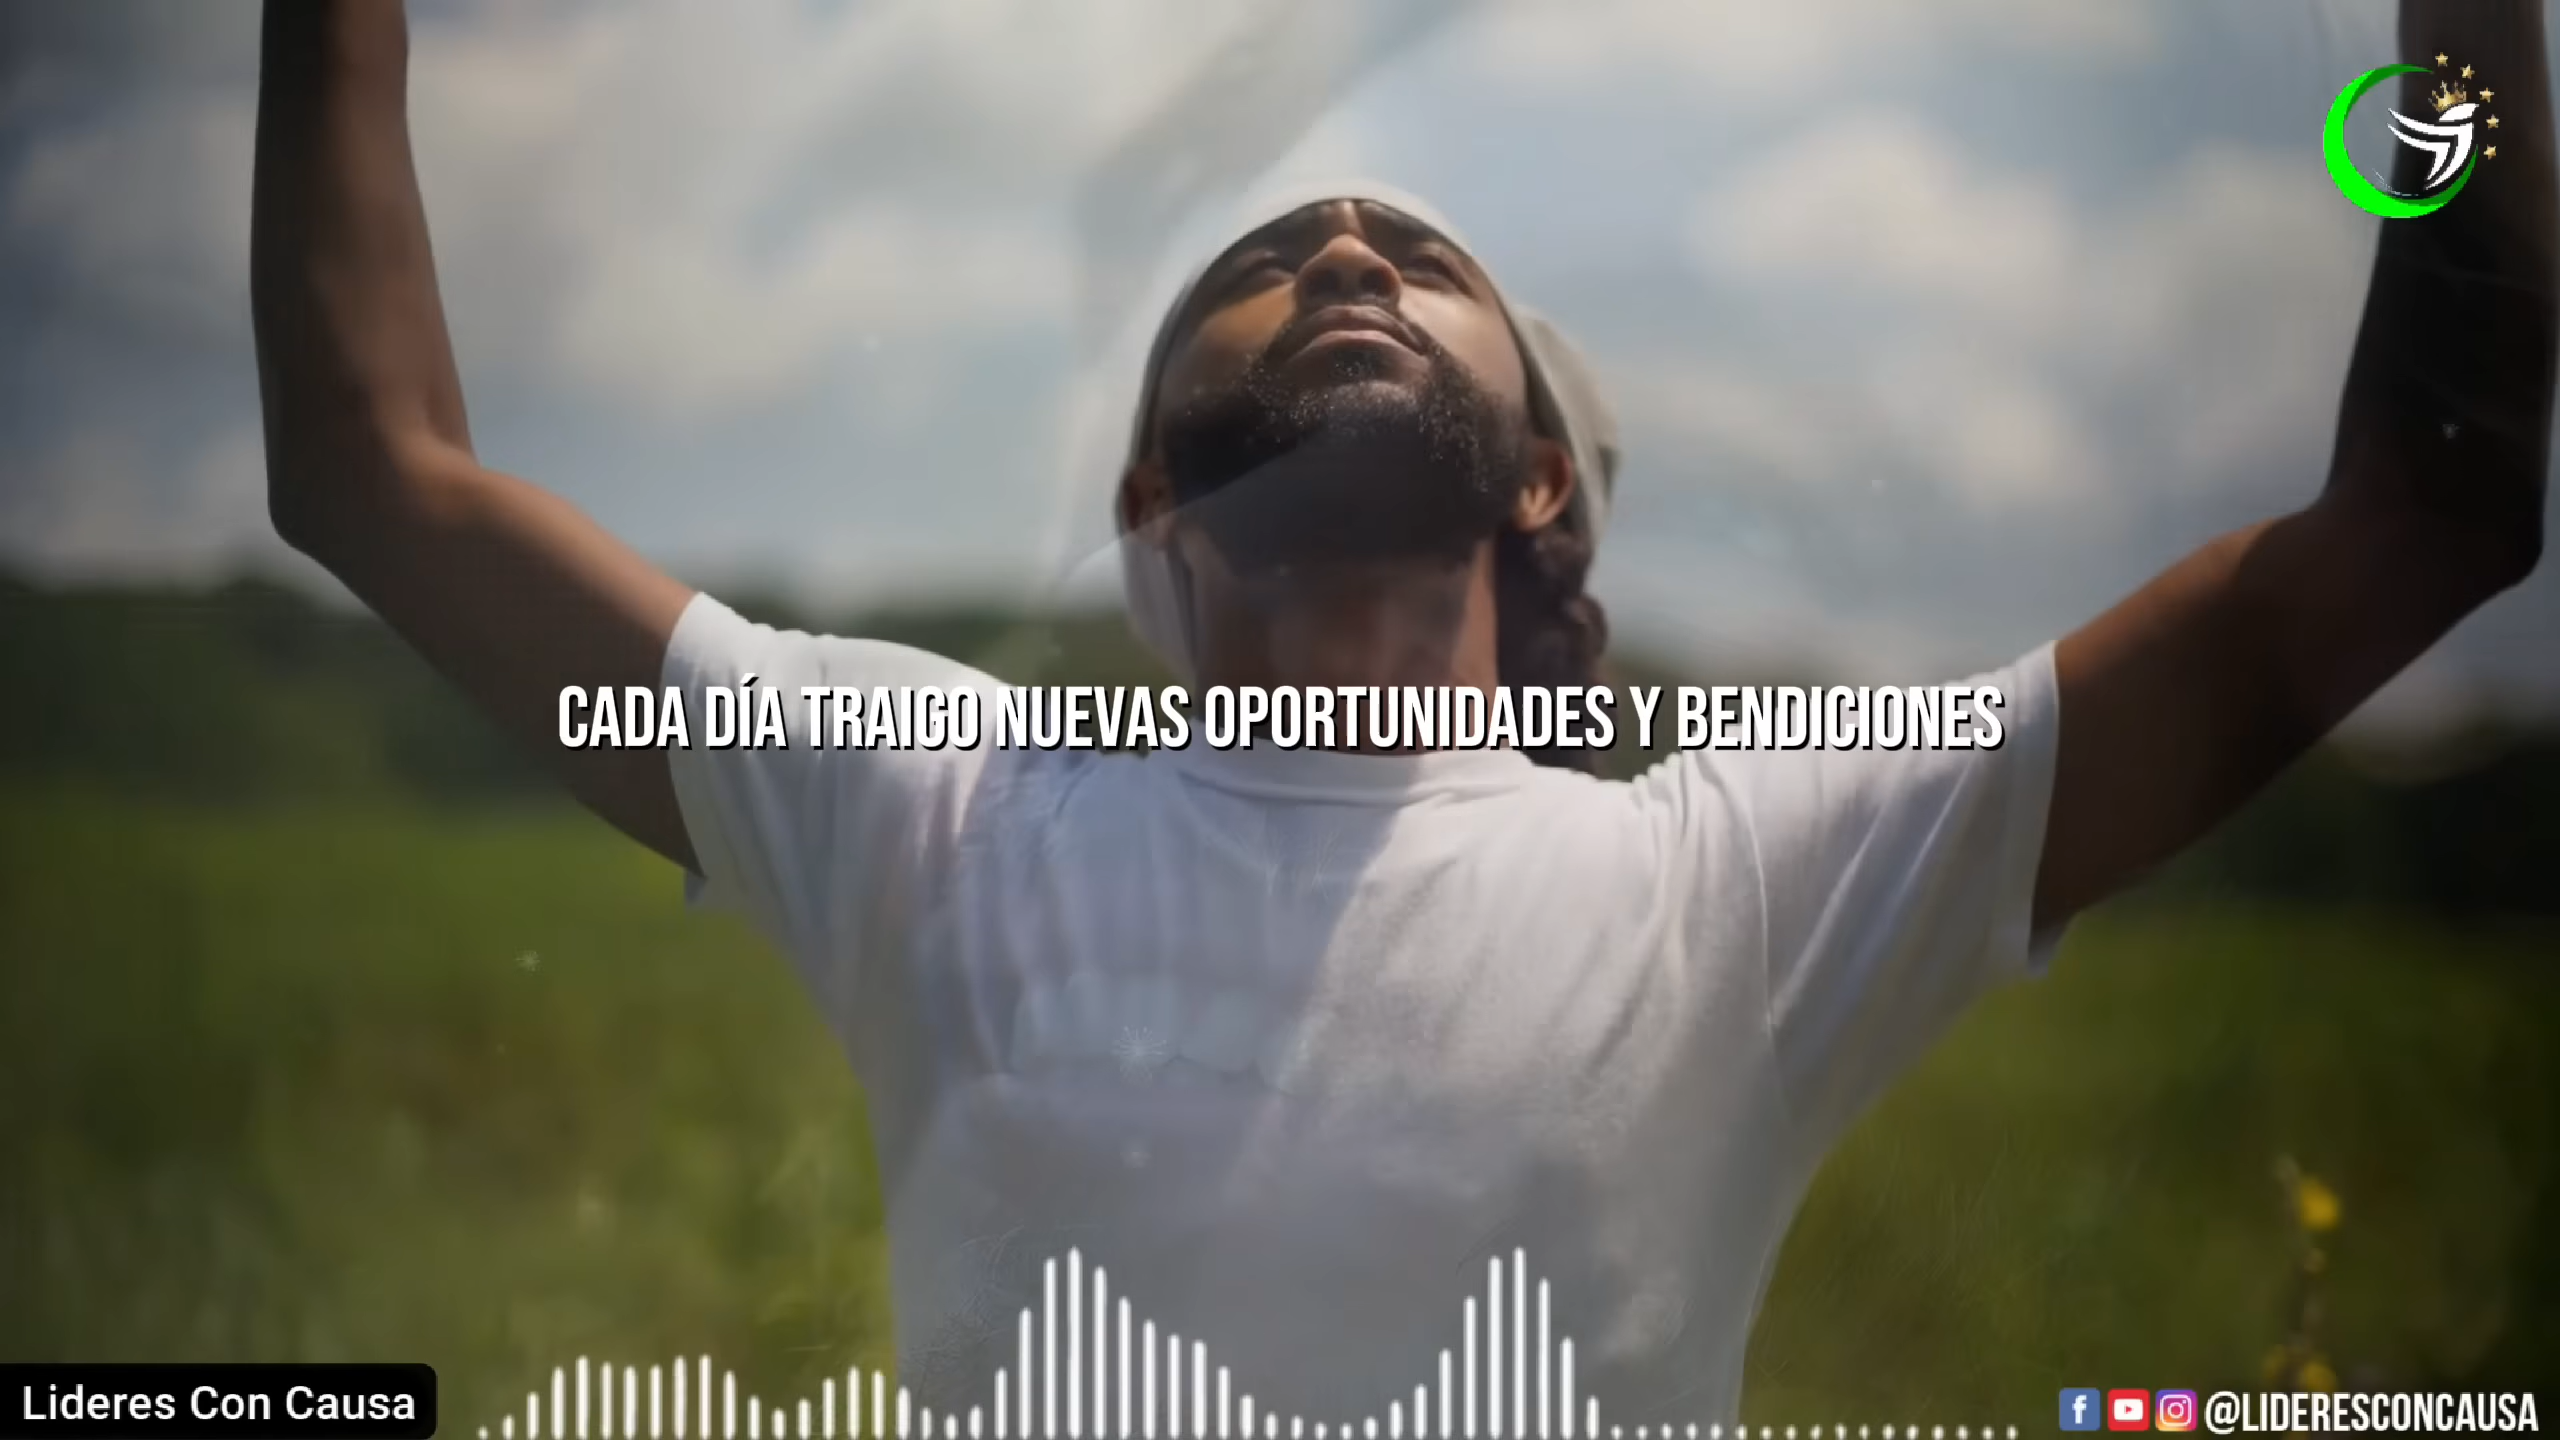 CADA DÍA TRAIGO NUEVAS OPORTUNIDADES Y BENDICIONES
Lideres Con Causa
@LIDERESCONCAUSA